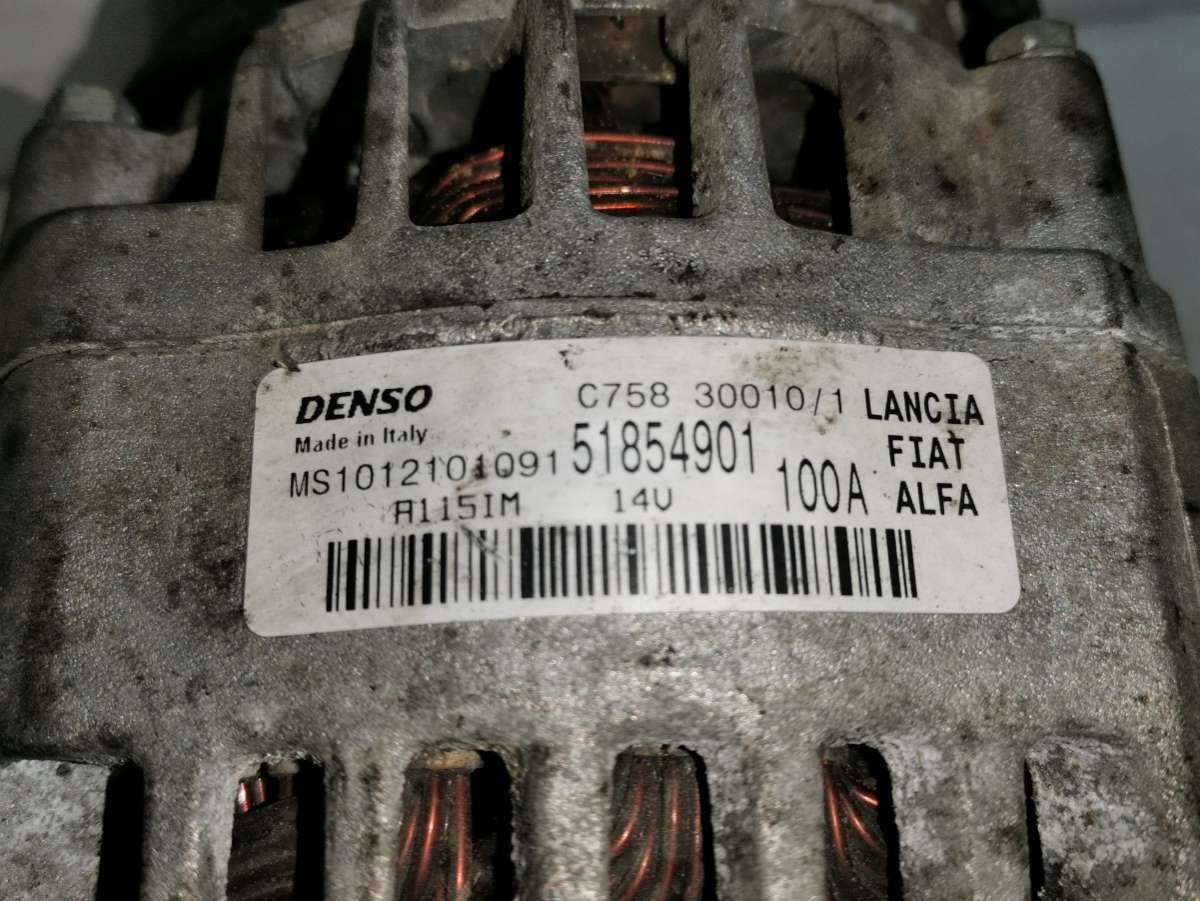 DENSO C758 30010/1 LANCIA
Made in Italy FIAT
MS1012101091 51854901 100A ALFA
A115IM 14V